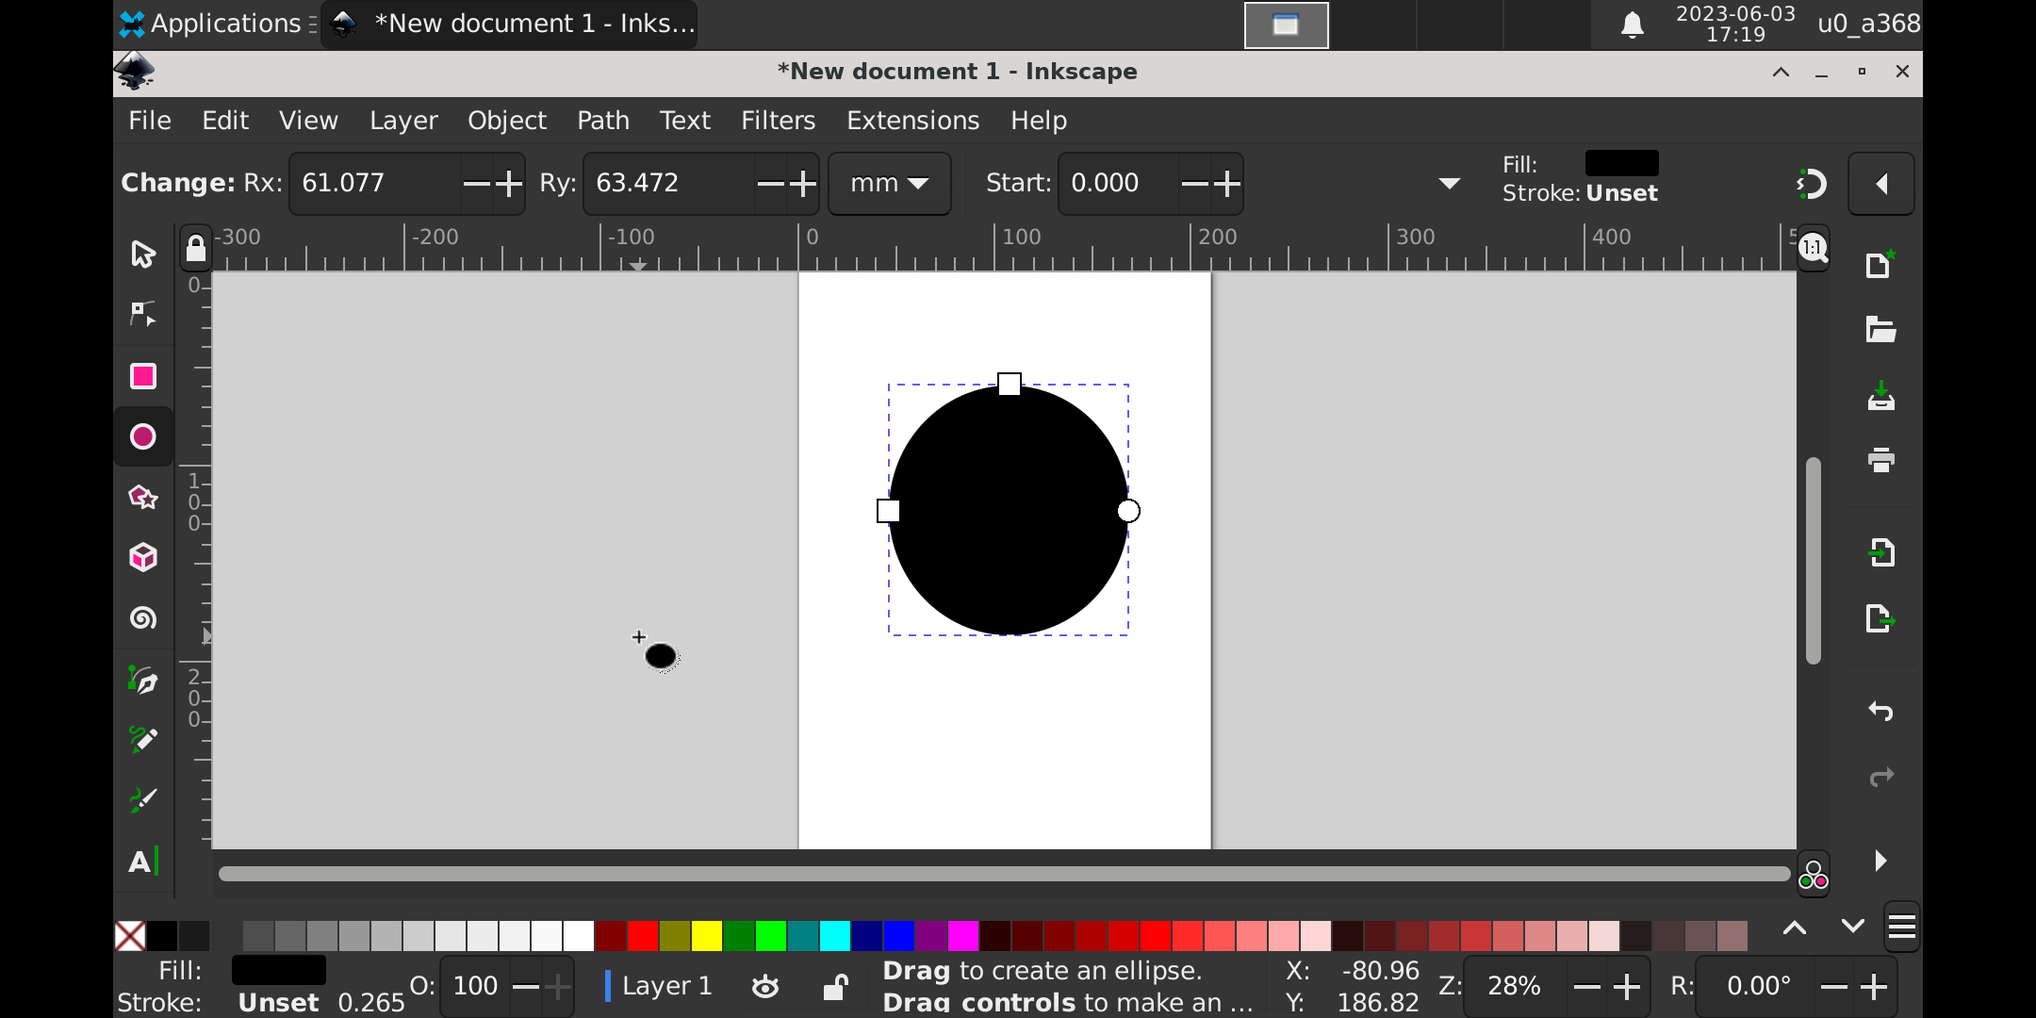 Applications
*New document 1 - Inks...
2023-06-03
17:19
u0_a368
*New document 1 - Inkscape
File Edit View Layer Object Path Text Filters Extensions Help
Change: Rx: 61.077 Ry: 63.472 mm Start: 0.000
Fill:
Stroke: Unset
-300 -200 -100 0 100 200 300 400 5
1:1
0
100
200
A
Fill:
Stroke: Unset 0.265
O: 100
Layer 1
Drag to create an ellipse.
Drag controls to make an ...
X: -80.96
Y: 186.82
Z: 28%
R: 0.00°